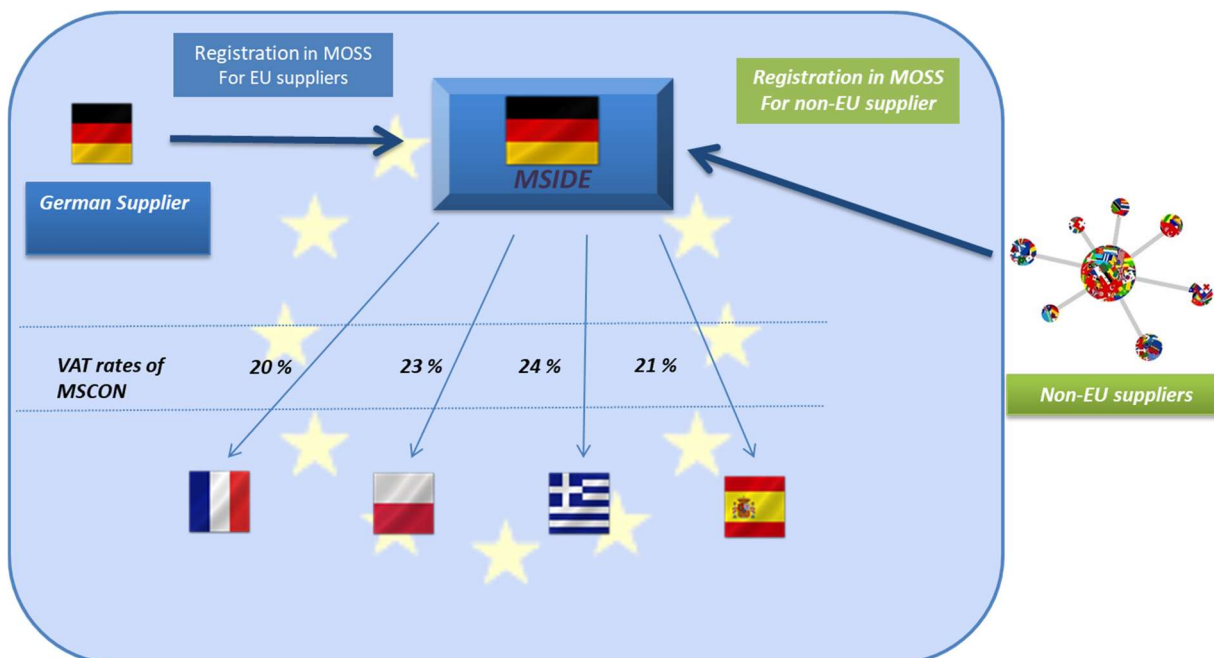 Registration in MOSS
For EU suppliers
Registration in MOSS
For non-EU supplier
MSIDE
German Supplier
VAT rates of
MSCON
20 %
23 %
24 %
21 %
Non-EU suppliers